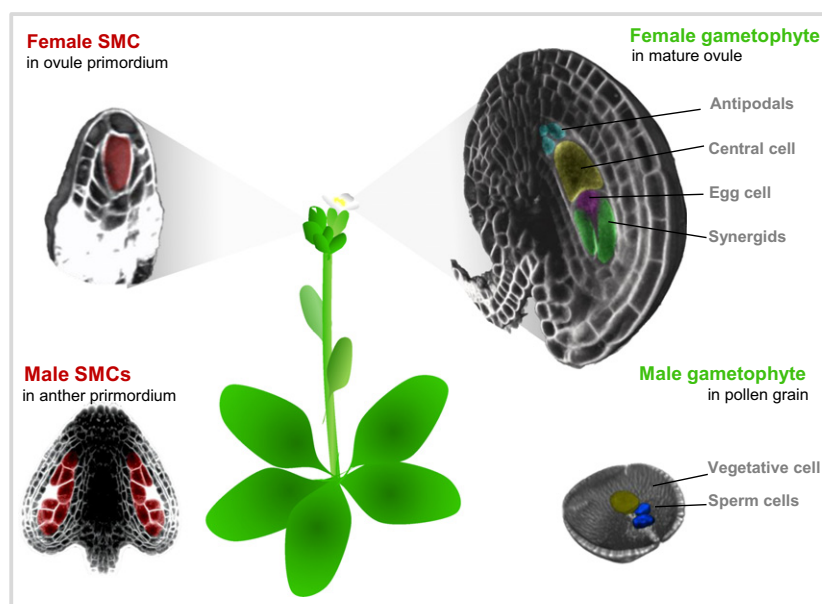 Female SMC
in ovule primordium
Female gametophyte
in mature ovule
Antipodals
Central cell
Egg cell
Synergids
Male SMCs
in anther primordium
Male gametophyte
in pollen grain
Vegetative cell
Sperm cells